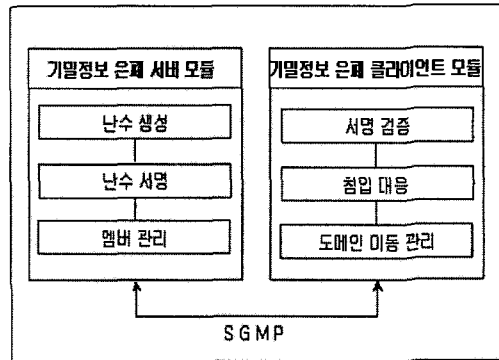 기밀정보 은폐 서버 모듈
난수 생성
난수 서명
멤버 관리
기밀정보 은폐 클라이언트 모듈
서명 검증
침입 대응
도메인 이동 관리
SGMP